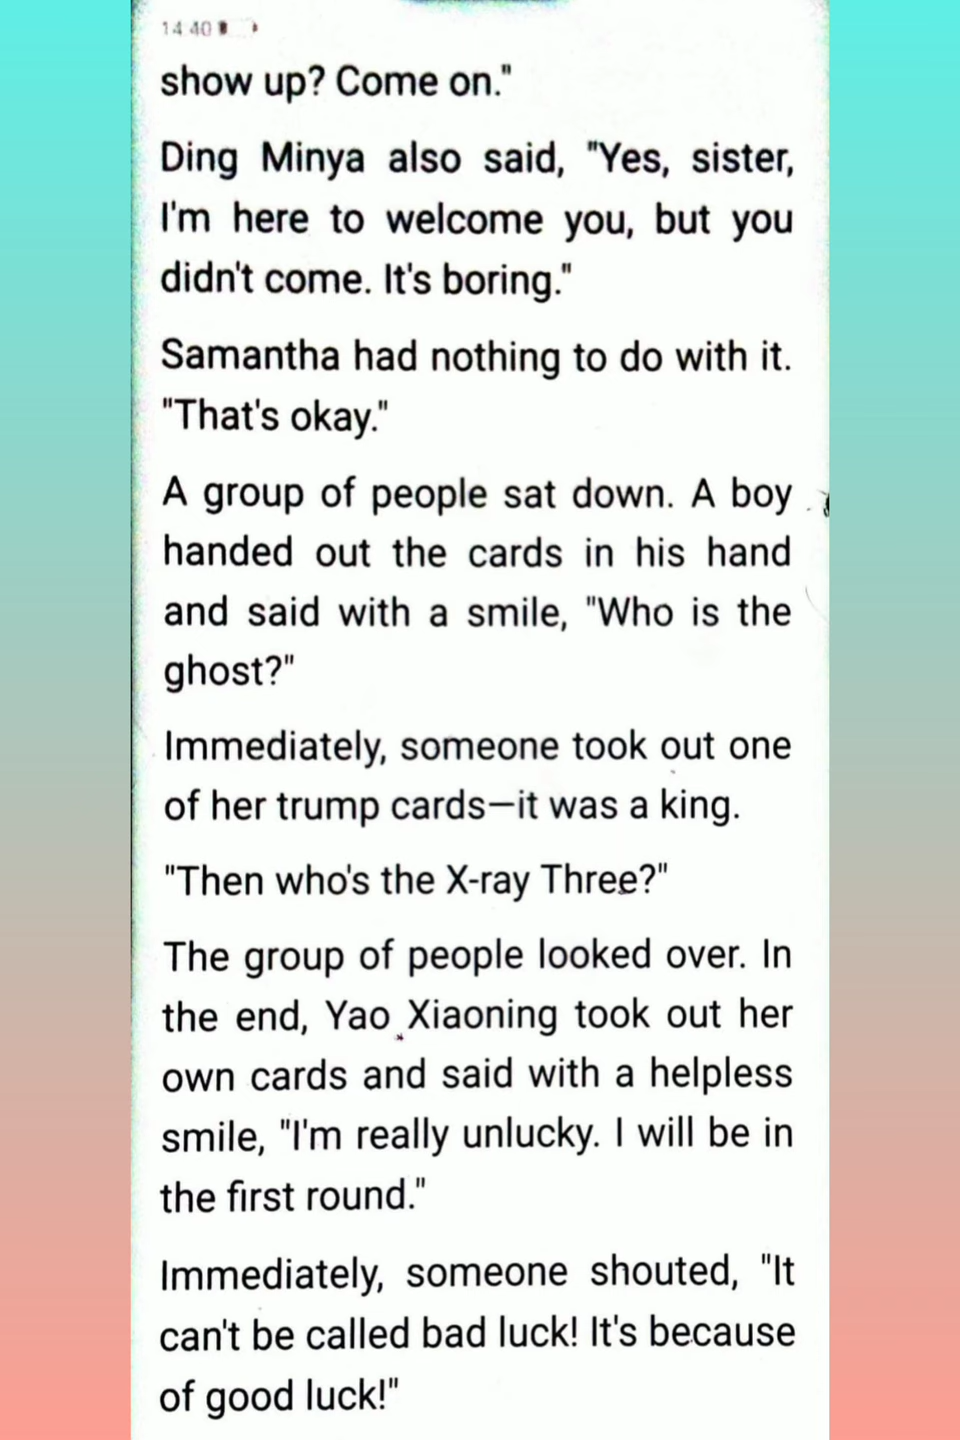 14:40
show up? Come on."
Ding Minya also said, "Yes, sister,
I'm here to welcome you, but you
didn't come. It's boring."
Samantha had nothing to do with it.
"That's okay."
A group of people sat down. A boy
handed out the cards in his hand
and said with a smile, "Who is the
ghost?"
Immediately, someone took out one
of her trump cards—it was a king.
"Then who's the X-ray Three?"
The group of people looked over. In
the end, Yao Xiaoning took out her
own cards and said with a helpless
smile, "I'm really unlucky. I will be in
the first round."
Immediately, someone shouted, "It
can't be called bad luck! It's because
of good luck!"